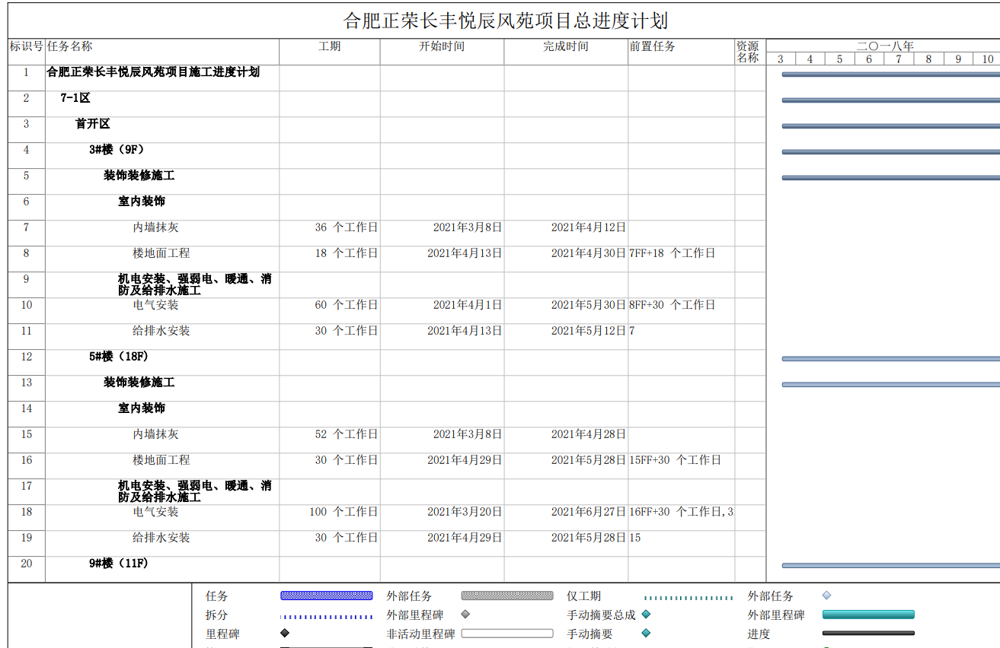 合肥正荣长丰悦辰风苑项目总进度计划
标识号 任务名称 工期 开始时间 完成时间 前置任务 资源名称 二〇一八年
3 4 5 6 7 8 9 10
1 合肥正荣长丰悦辰风苑项目施工进度计划
2 7-1区
3 首开区
4 3#楼（9F）
5 装饰装修施工
6 室内装饰
7 内墙抹灰 36 个工作日 2021年3月8日 2021年4月12日
8 楼地面工程 18 个工作日 2021年4月13日 2021年4月30日 7FF+18 个工作日
9 机电安装、强弱电、暖通、消
防及给排水施工
10 电气安装 60 个工作日 2021年4月1日 2021年5月30日 8FF+30 个工作日
11 给排水安装 30 个工作日 2021年4月13日 2021年5月12日 7
12 5#楼（18F）
13 装饰装修施工
14 室内装饰
15 内墙抹灰 52 个工作日 2021年3月8日 2021年4月28日
16 楼地面工程 30 个工作日 2021年4月29日 2021年5月28日 15FF+30 个工作日
17 机电安装、强弱电、暖通、消
防及给排水施工
18 电气安装 100 个工作日 2021年3月20日 2021年6月27日 16FF+30 个工作日,3
19 给排水安装 30 个工作日 2021年4月29日 2021年5月28日 15
20 9#楼（11F）
任务 外部任务 仅工期 外部任务
拆分 外部里程碑 手动摘要总成 外部里程碑
里程碑 非活动里程碑 手动摘要 进度